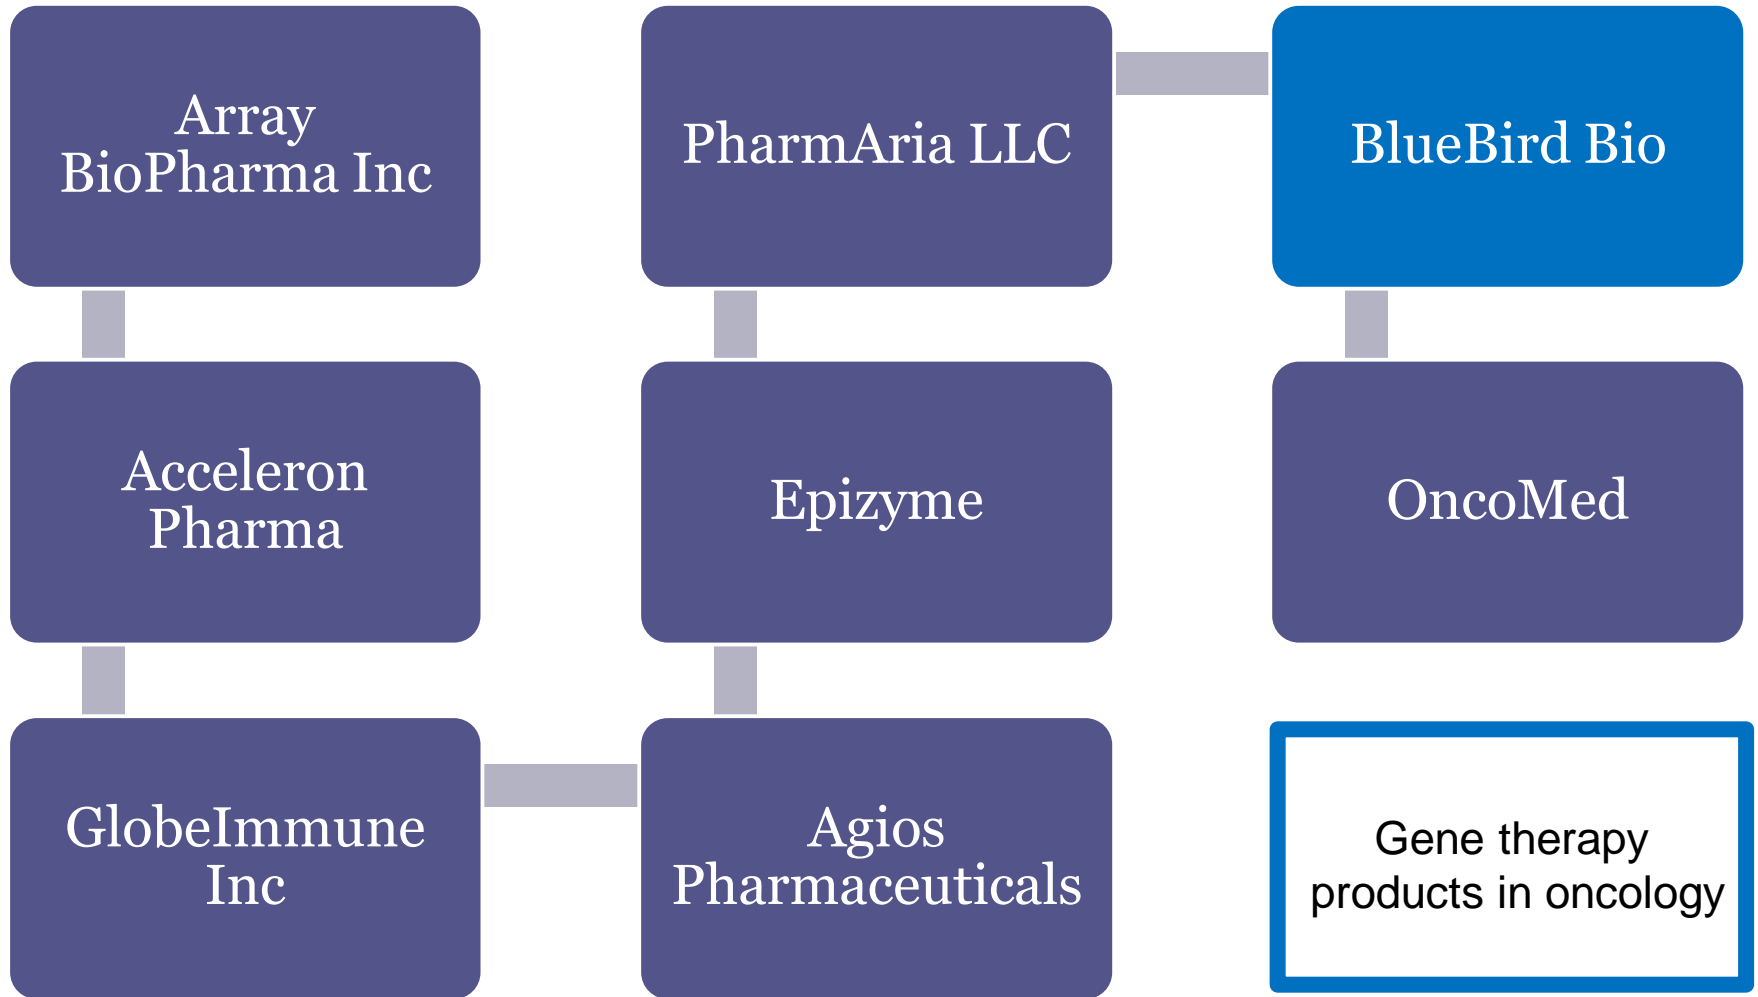 Array
BioPharma Inc
Acceleron
Pharma
GlobeImmune
Inc
Agios
Pharmaceuticals
Epizyme
PharmAria LLC
BlueBird Bio
OncoMed
Gene therapy
products in oncology